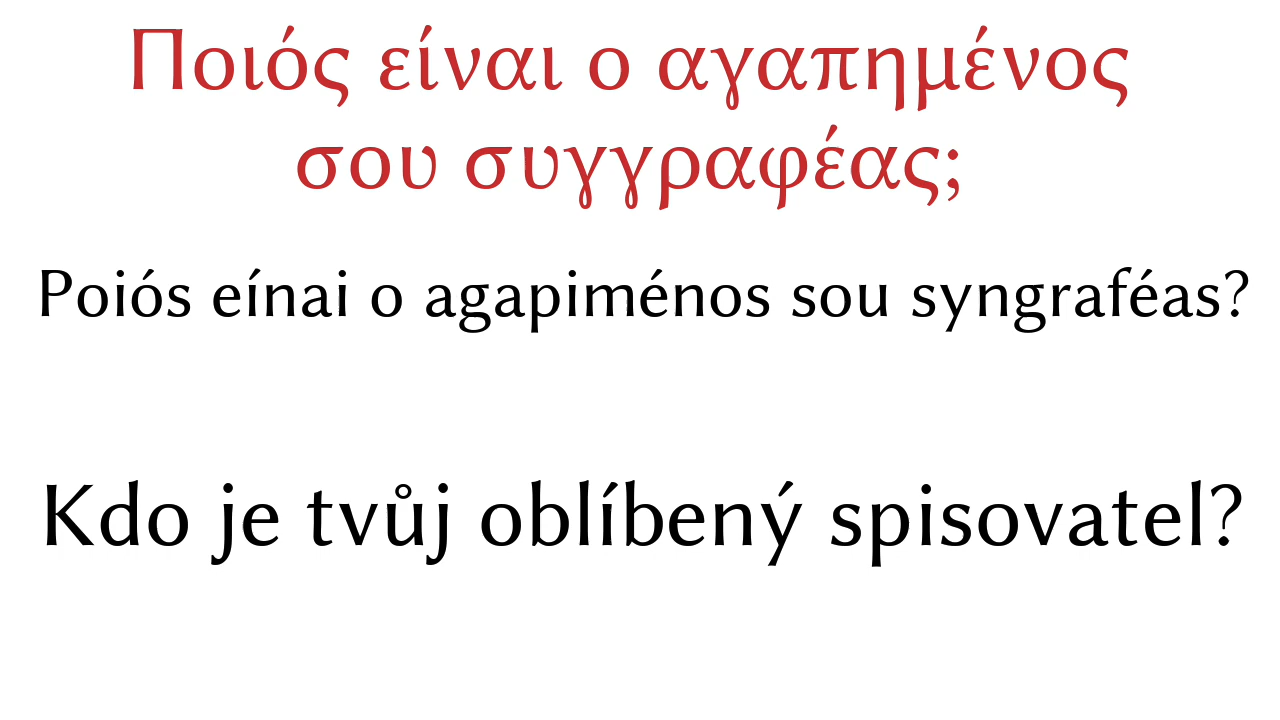 Ποιός είναι ο αγαπημένος
σου συγγραφέας;
Poiós eínai o agapiménos sou syngraféas?
Kdo je tvůj oblíbený spisovatel?